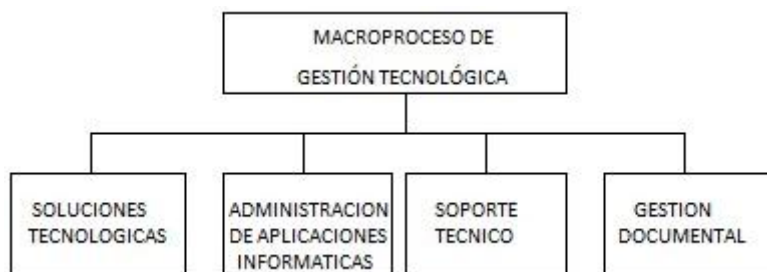 MACROPROCESO DE
GESTIÓN TECNOLÓGICA
SOLUCIONES
TECNOLOGICAS
ADMINISTRACION
DE APLICACIONES
INFORMATICAS
SOPORTE
TECNICO
GESTION
DOCUMENTAL